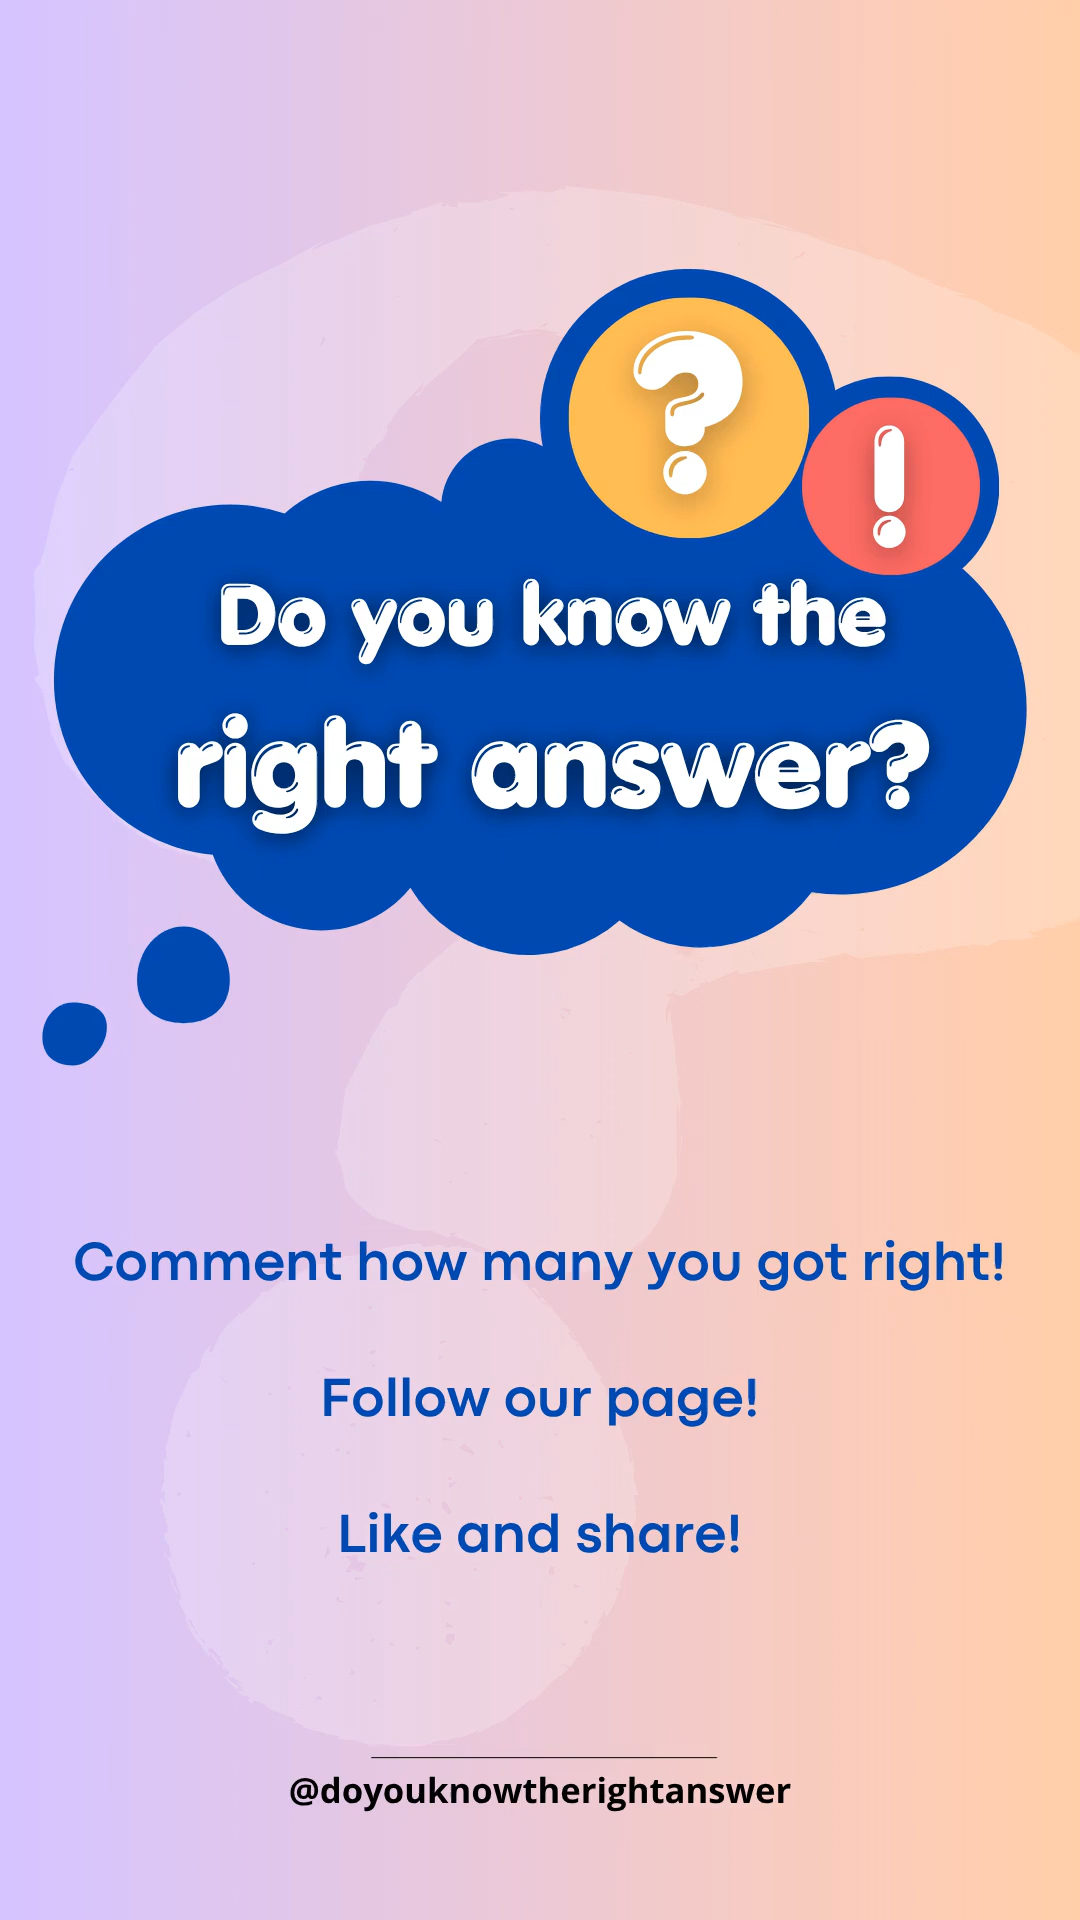 ?
!
Do you know the
right answer?
Comment how many you got right!
Follow our page!
Like and share!
@doyouknowtherightanswer